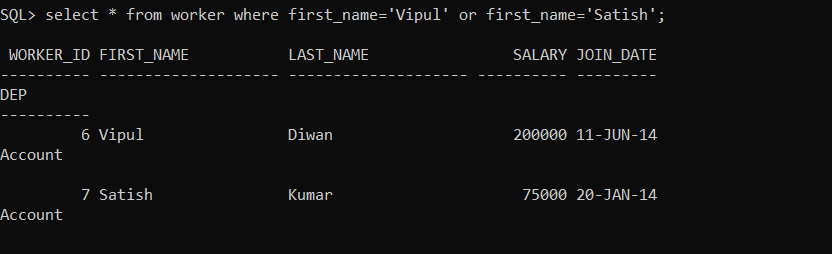 SQL> select * from worker where first_name='Vipul' or first_name='Satish';
WORKER_ID FIRST_NAME LAST_NAME SALARY JOIN_DATE
---------- -------------------- -------------------- ---------- ---------
DEP
----------
6 Vipul Diwan 200000 11-JUN-14
Account
7 Satish Kumar 75000 20-JAN-14
Account